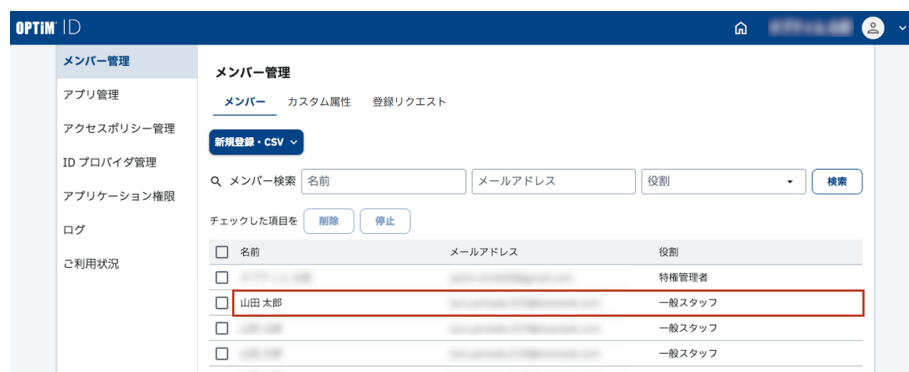 OPTiM ID
メンバー管理
アプリ管理
アクセスポリシー管理
ID プロバイダ管理
アプリケーション権限
ログ
ご利用状況
メンバー管理
メンバー カスタム属性 登録リクエスト
新規登録・CSV
メンバー検索 名前 メールアドレス 役割 検索
チェックした項目を 削除 停止
名前 メールアドレス 役割
特権管理者
山田 太郎 一般スタッフ
一般スタッフ
一般スタッフ